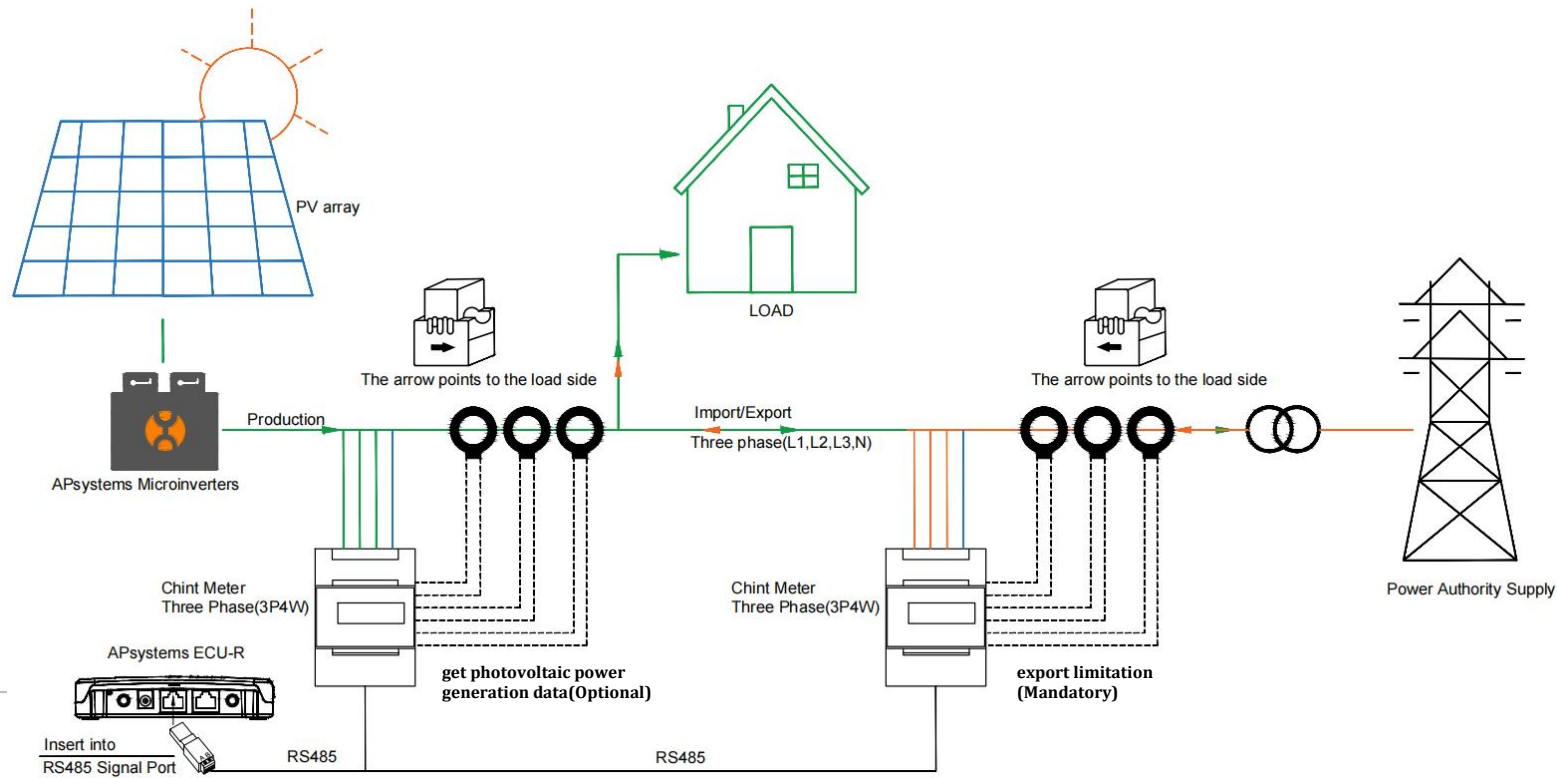 PV array
LOAD
The arrow points to the load side
The arrow points to the load side
Production
Import/Export
Three phase(L1,L2,L3,N)
APsystems Microinverters
Chint Meter
Three Phase(3P4W)
Chint Meter
Three Phase(3P4W)
Power Authority Supply
APsystems ECU-R
get photovoltaic power
generation data(Optional)
export limitation
(Mandatory)
Insert into
RS485 Signal Port
RS485
RS485